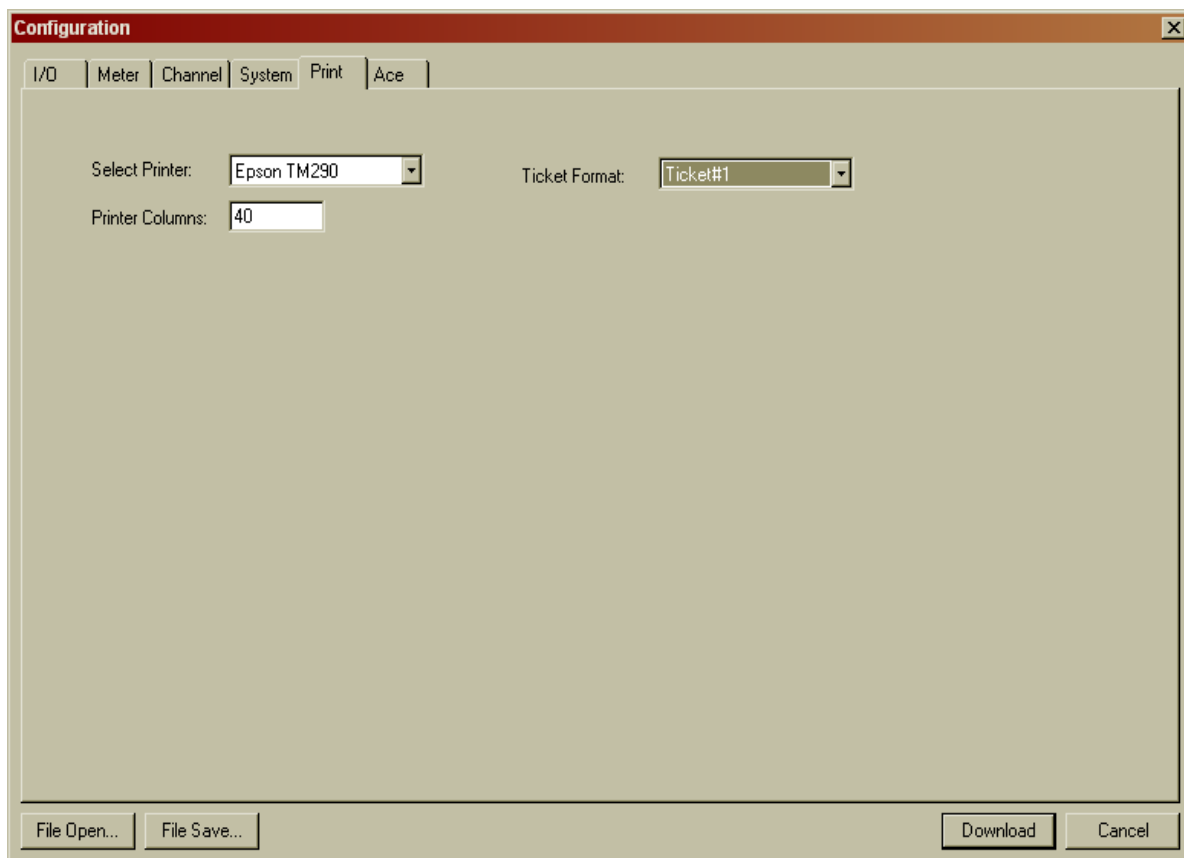 Configuration
I/O Meter Channel System Print Ace
Select Printer: Epson TM290 Ticket Format: Ticket#1
Printer Columns: 40
File Open... File Save... Download Cancel